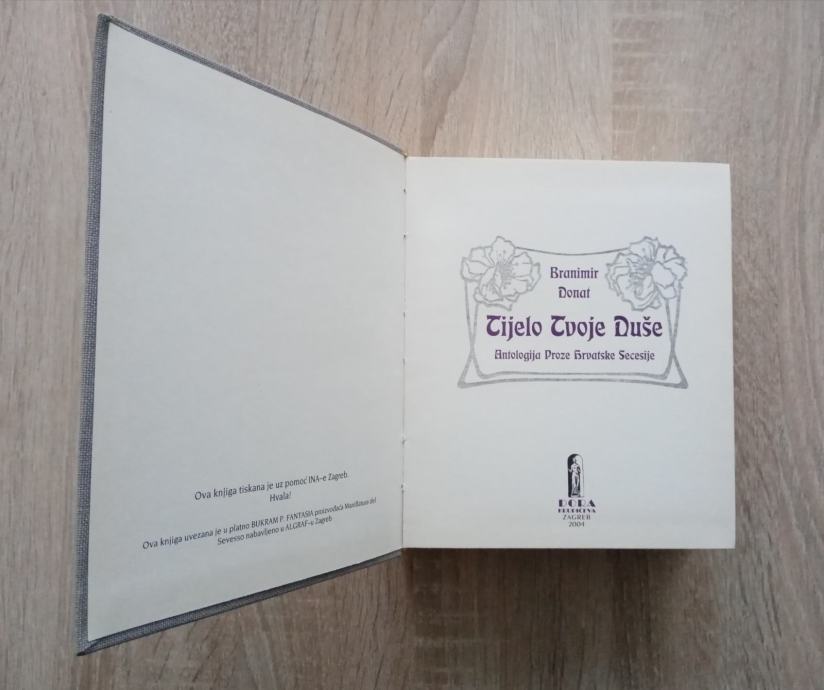 Ova knjiga tiskana je uz pomoć INA-e Zagreb.
Hvala!
Ova knjiga uvezana je u platno BUKRAM P. FANTASIA proizvođača Manifattura del
Sevesso nabavljeno u ALGRAF-u Zagreb
Branimir
Donat
Tijelo Tvoje Duše
Antologija Proze Hrvatske Secesije
DORA
KRUPIĆEVA
ZAGREB
2004